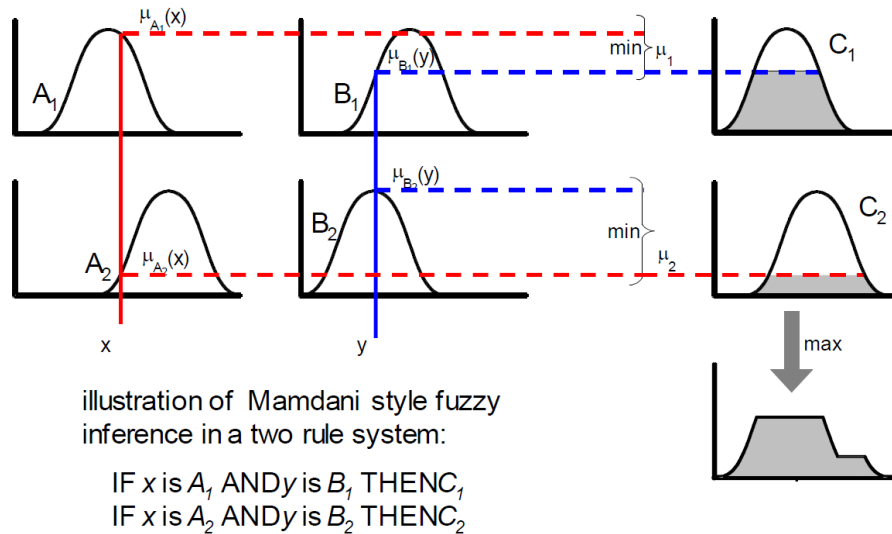 μA₁(x)
A₁
μB₁(y)
B₁
min
μ₁
C₁
A₂
μA₂(x)
B₂
μB₂(y)
min
μ₂
C₂
x
y
max
illustration of Mamdani style fuzzy
inference in a two rule system:
IF x is A₁ ANDy is B₁ THENC₁
IF x is A₂ ANDy is B₂ THENC₂